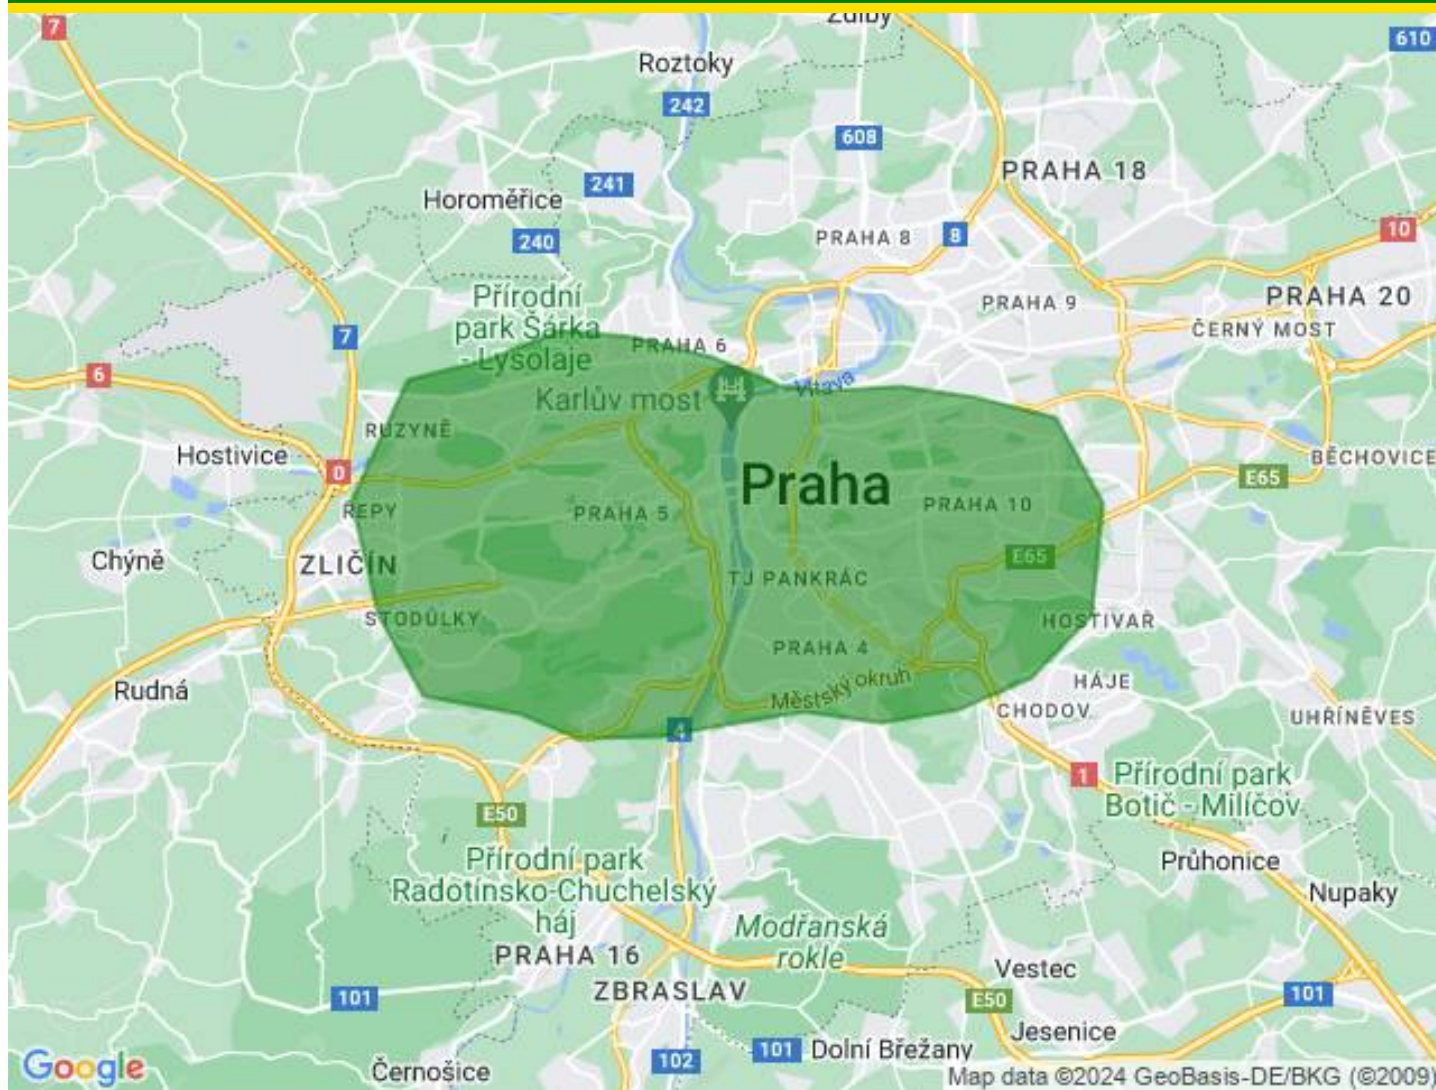 Zdiby
7
610
Roztoky
242
608
PRAHA 18
241
Horoměřice
10
240
PRAHA 8
8
Přírodní
park Šárka
- Lysolaje
PRAHA 9
PRAHA 20
ČERNÝ MOST
7
PRAHA 6
6
Karlův most
Vltava
RUZYNĚ
Hostivice
0
BĚCHOVICE
E65
Praha
ŘEPY
PRAHA 5
PRAHA 10
Chýně
ZLIČÍN
E65
TJ PANKRÁC
STODŮLKY
HOSTIVAŘ
PRAHA 4
Městský okruh
Rudná
HÁJE
CHODOV
UHŘÍNĚVES
4
1
Přírodní park
Botič - Milíčov
E50
Přírodní park
Radotínsko-Chuchelský
háj
Průhonice
Nupaky
Modřanská
rokle
PRAHA 16
Vestec
ZBRASLAV
101
E50
101
Jesenice
101
Dolní Břežany
102
Černošice
Google
Map data ©2024 GeoBasis-DE/BKG (©2009)